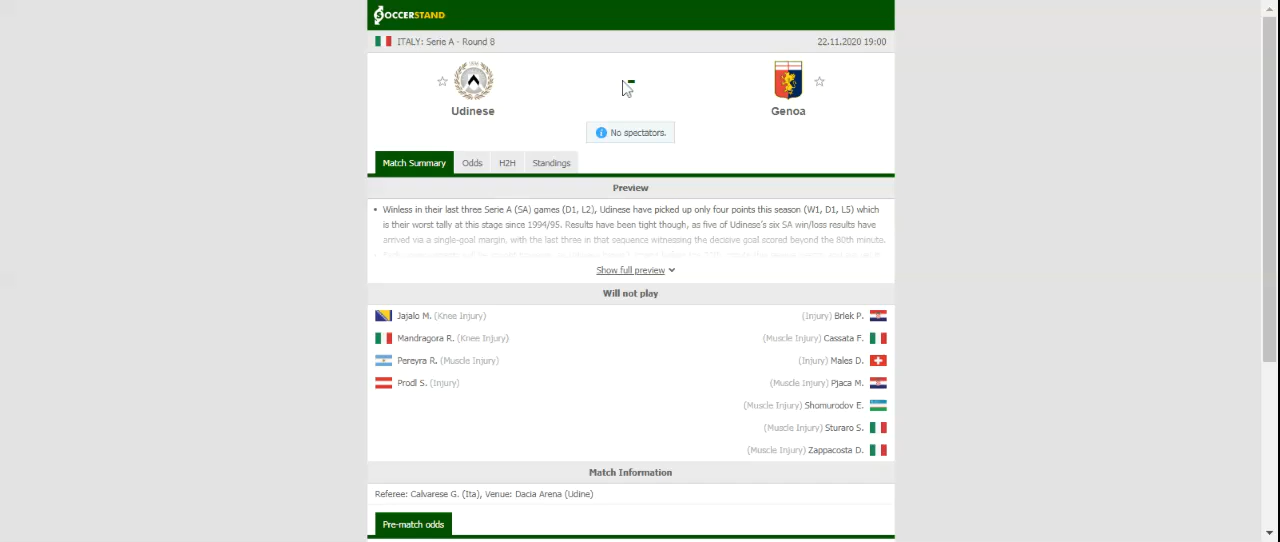 SOCCERSTAND
ITALY: Serie A - Round 8
22.11.2020 19:00
-
Udinese
Genoa
No spectators.
Match Summary
Odds
H2H
Standings
Preview
• Winless in their last three Serie A (SA) games (D1, L2), Udinese have picked up only four points this season (W1, D1, L5) which
is their worst tally at this stage since 1994/95. Results have been tight though, as five of Udinese's six SA win/loss results have
arrived via a single-goal margin, with the last three in that sequence witnessing the decisive goal scored beyond the 80th minute.
Show full preview
Will not play
Jajalo M. (Knee Injury)
(Injury) Brlek P.
Mandragora R. (Knee Injury)
(Muscle Injury) Cassata F.
Pereyra R. (Muscle Injury)
(Injury) Males D.
Prodl S. (Injury)
(Muscle Injury) Pjaca M.
(Muscle Injury) Shomurodov E.
(Muscle Injury) Sturaro S.
(Muscle Injury) Zappacosta D.
Match Information
Referee: Calvarese G. (Ita), Venue: Dacia Arena (Udine)
Pre-match odds